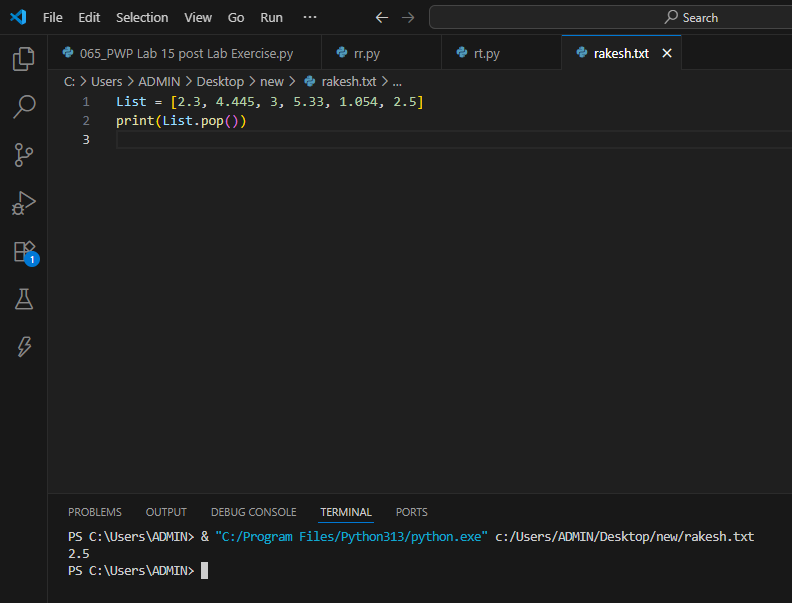 File Edit Selection View Go Run ··· ← → Search
065_PWP Lab 15 post Lab Exercise.py rr.py rt.py rakesh.txt ×
C: > Users > ADMIN > Desktop > new > rakesh.txt > ...
1 List = [2.3, 4.445, 3, 5.33, 1.054, 2.5]
2 print(List.pop())
3
1
PROBLEMS OUTPUT DEBUG CONSOLE TERMINAL PORTS
PS C:\Users\ADMIN> & "C:/Program Files/Python313/python.exe" c:/Users/ADMIN/Desktop/new/rakesh.txt
2.5
PS C:\Users\ADMIN>